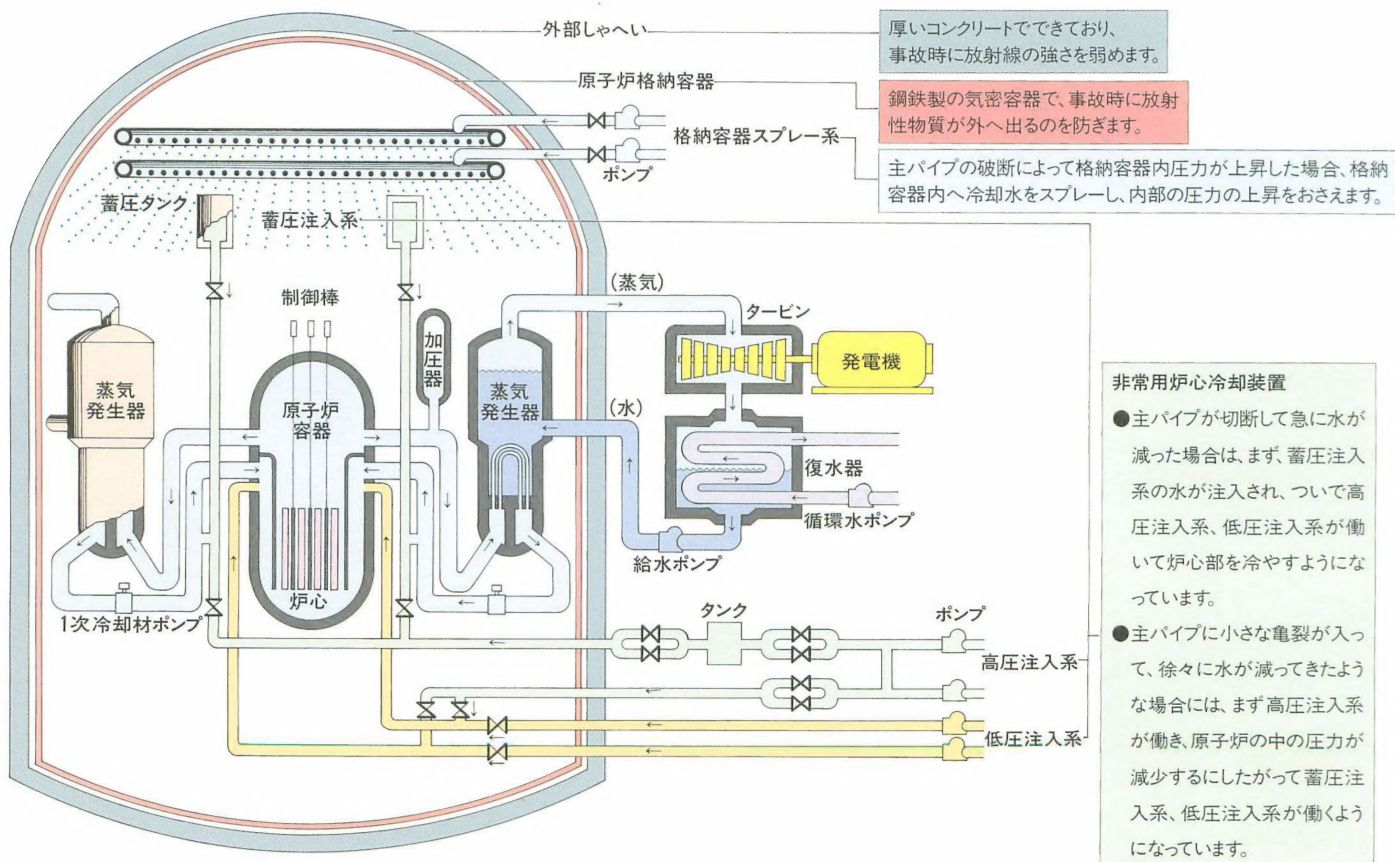 外部しゃへい
厚いコンクリートでできており、
事故時に放射線の強さを弱めます。
原子炉格納容器
鋼鉄製の気密容器で、事故時に放射
性物質が外へ出るのを防ぎます。
格納容器スプレー系
ポンプ
主パイプの破断によって格納容器内圧力が上昇した場合、格納
容器内へ冷却水をスプレーし、内部の圧力の上昇をおさえます。
蓄圧タンク
蓄圧注入系
制御棒
加圧器
(蒸気)
タービン
発電機
蒸気
発生器
原子炉
容器
蒸気
発生器
(水)
復水器
循環水ポンプ
給水ポンプ
炉心
1次冷却材ポンプ
タンク
ポンプ
高圧注入系
低圧注入系
非常用炉心冷却装置
●主パイプが切断して急に水が
減った場合は、まず、蓄圧注入
系の水が注入され、ついで高
圧注入系、低圧注入系が働
いて炉心部を冷やすようにな
っています。
●主パイプに小さな亀裂が入っ
て、徐々に水が減ってきたよう
な場合には、まず高圧注入系
が働き、原子炉の中の圧力が
減少するにしたがって蓄圧注
入系、低圧注入系が働くよう
になっています。